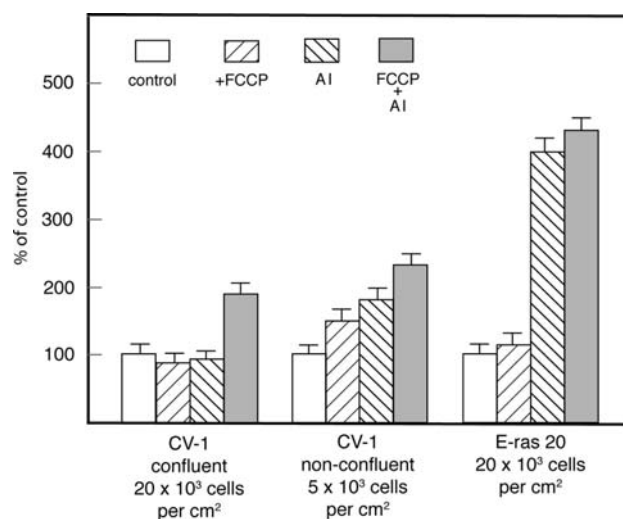 control
+FCCP
AI
FCCP
+
AI
% of control
500
400
300
200
100
CV-1
confluent
20 x 10³ cells
per cm²
CV-1
non-confluent
5 x 10³ cells
per cm²
E-ras 20
20 x 10³ cells
per cm²